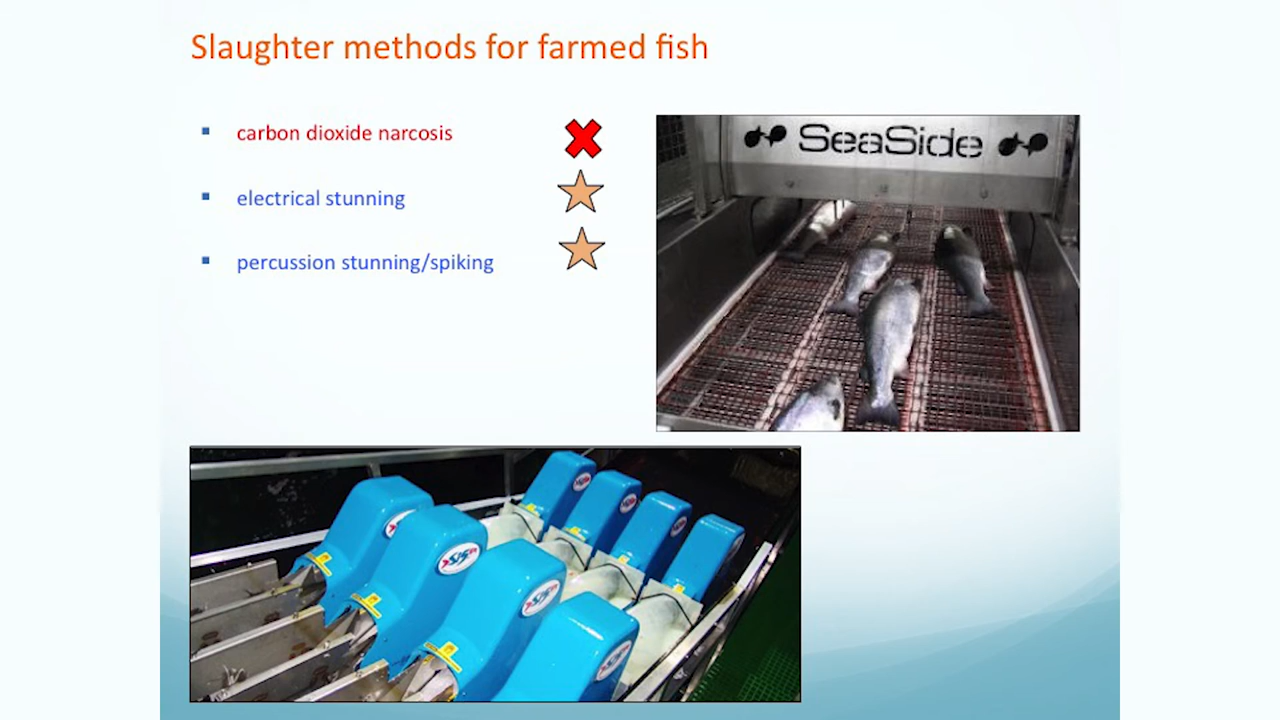 Slaughter methods for farmed fish
carbon dioxide narcosis
electrical stunning
percussion stunning/spiking
SeaSide